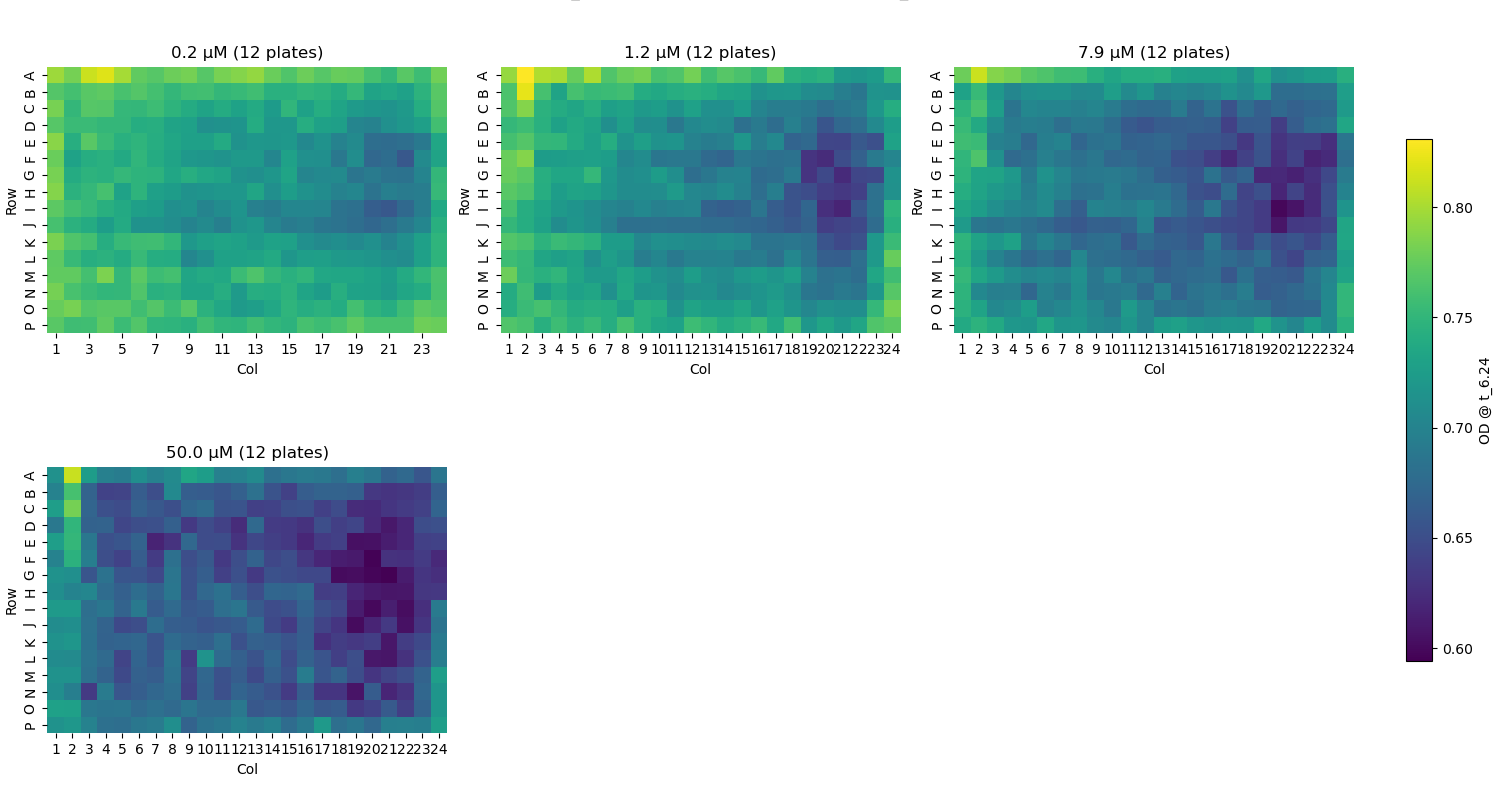 0.2 µM (12 plates)
Row
A B C D E F G H I J K L M N O P
1 3 5 7 9 11 13 15 17 19 21 23
Col
1.2 µM (12 plates)
Row
A B C D E F G H I J K L M N O P
1 2 3 4 5 6 7 8 9 10 11 12 13 14 15 16 17 18 19 20 21 22 23 24
Col
7.9 µM (12 plates)
Row
A B C D E F G H I J K L M N O P
1 2 3 4 5 6 7 8 9 10 11 12 13 14 15 16 17 18 19 20 21 22 23 24
Col
50.0 µM (12 plates)
Row
A B C D E F G H I J K L M N O P
1 2 3 4 5 6 7 8 9 10 11 12 13 14 15 16 17 18 19 20 21 22 23 24
Col
0.80
0.75
0.70
0.65
0.60
OD @ t_6.24